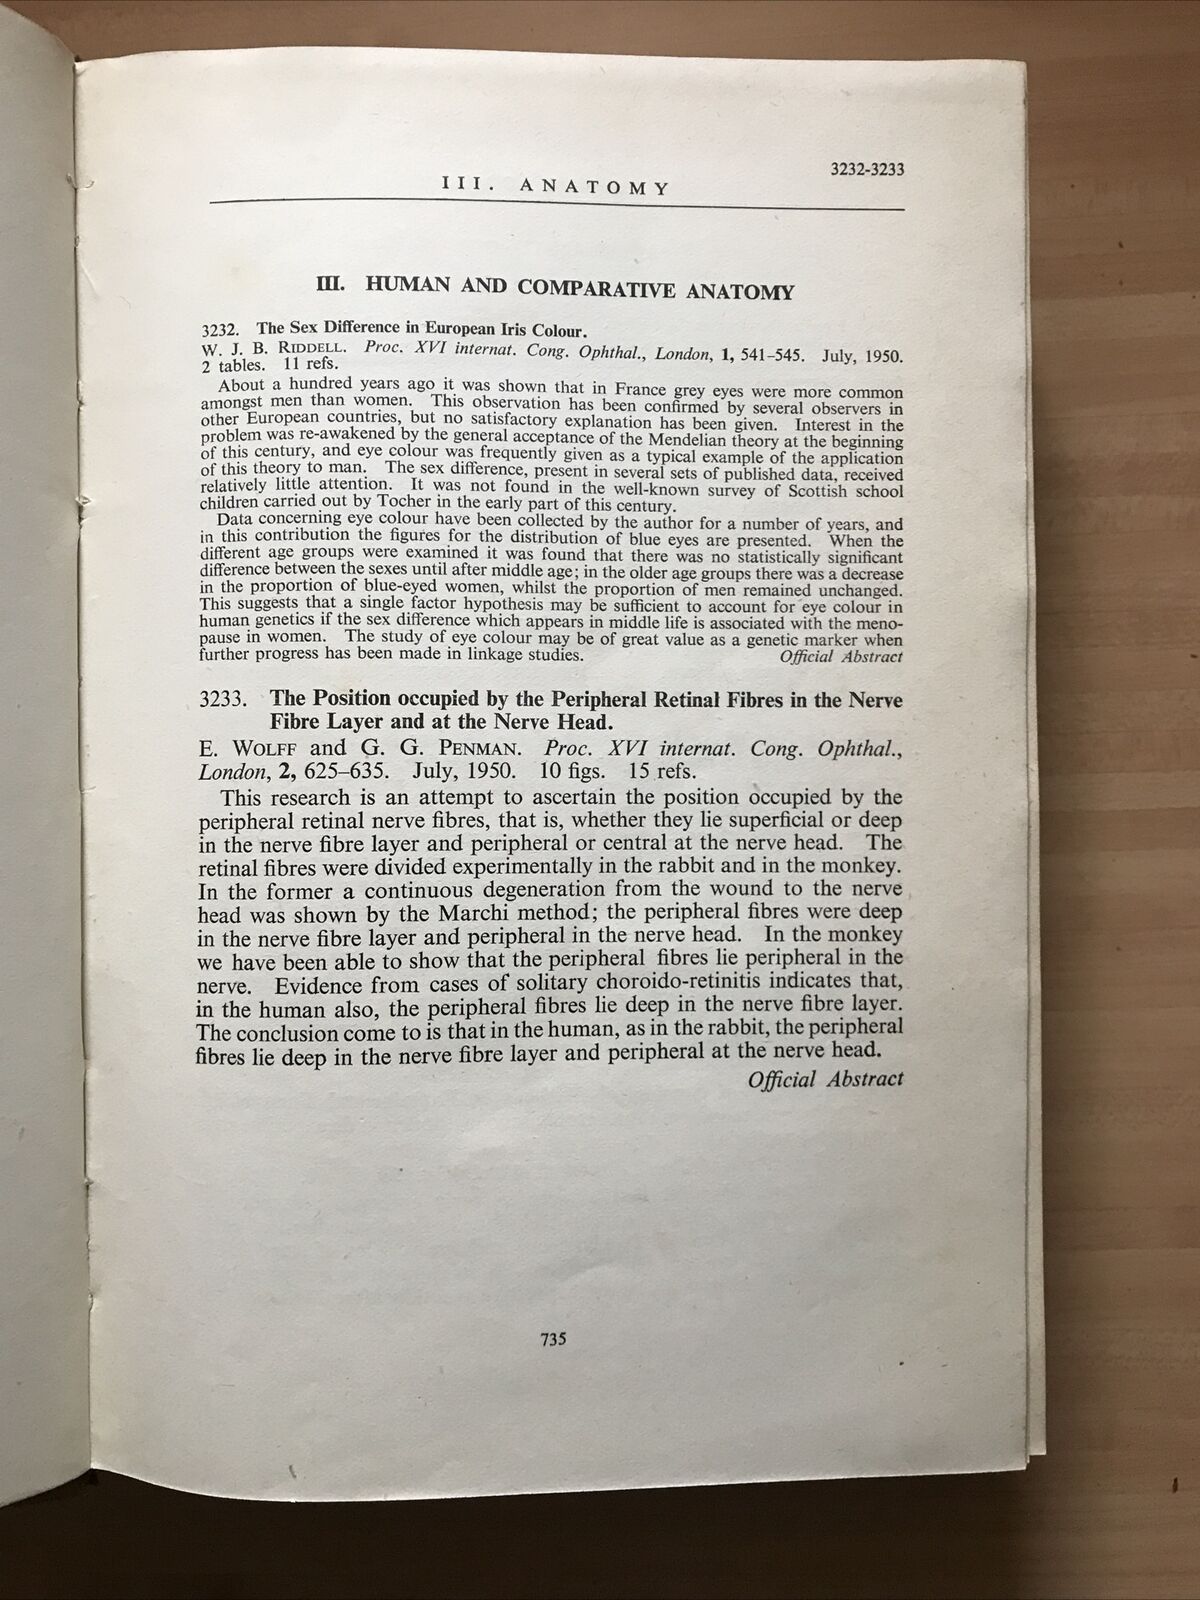 3232-3233
III. ANATOMY
III. HUMAN AND COMPARATIVE ANATOMY
3232. The Sex Difference in European Iris Colour.
W. J. B. RIDDELL. Proc. XVI internat. Cong. Ophthal., London, 1, 541–545. July, 1950.
2 tables. 11 refs.
About a hundred years ago it was shown that in France grey eyes were more common
amongst men than women. This observation has been confirmed by several observers in
other European countries, but no satisfactory explanation has been given. Interest in the
problem was re-awakened by the general acceptance of the Mendelian theory at the beginning
of this century, and eye colour was frequently given as a typical example of the application
of this theory to man. The sex difference, present in several sets of published data, received
relatively little attention. It was not found in the well-known survey of Scottish school
children carried out by Tocher in the early part of this century.
Data concerning eye colour have been collected by the author for a number of years, and
in this contribution the figures for the distribution of blue eyes are presented. When the
different age groups were examined it was found that there was no statistically significant
difference between the sexes until after middle age; in the older age groups there was a decrease
in the proportion of blue-eyed women, whilst the proportion of men remained unchanged.
This suggests that a single factor hypothesis may be sufficient to account for eye colour in
human genetics if the sex difference which appears in middle life is associated with the meno-
pause in women. The study of eye colour may be of great value as a genetic marker when
further progress has been made in linkage studies. Official Abstract
3233. The Position occupied by the Peripheral Retinal Fibres in the Nerve
Fibre Layer and at the Nerve Head.
E. WOLFF and G. G. PENMAN. Proc. XVI internat. Cong. Ophthal.,
London, 2, 625–635. July, 1950. 10 figs. 15 refs.
This research is an attempt to ascertain the position occupied by the
peripheral retinal nerve fibres, that is, whether they lie superficial or deep
in the nerve fibre layer and peripheral or central at the nerve head. The
retinal fibres were divided experimentally in the rabbit and in the monkey.
In the former a continuous degeneration from the wound to the nerve
head was shown by the Marchi method; the peripheral fibres were deep
in the nerve fibre layer and peripheral in the nerve head. In the monkey
we have been able to show that the peripheral fibres lie peripheral in the
nerve. Evidence from cases of solitary choroido-retinitis indicates that,
in the human also, the peripheral fibres lie deep in the nerve fibre layer.
The conclusion come to is that in the human, as in the rabbit, the peripheral
fibres lie deep in the nerve fibre layer and peripheral at the nerve head.
Official Abstract
735